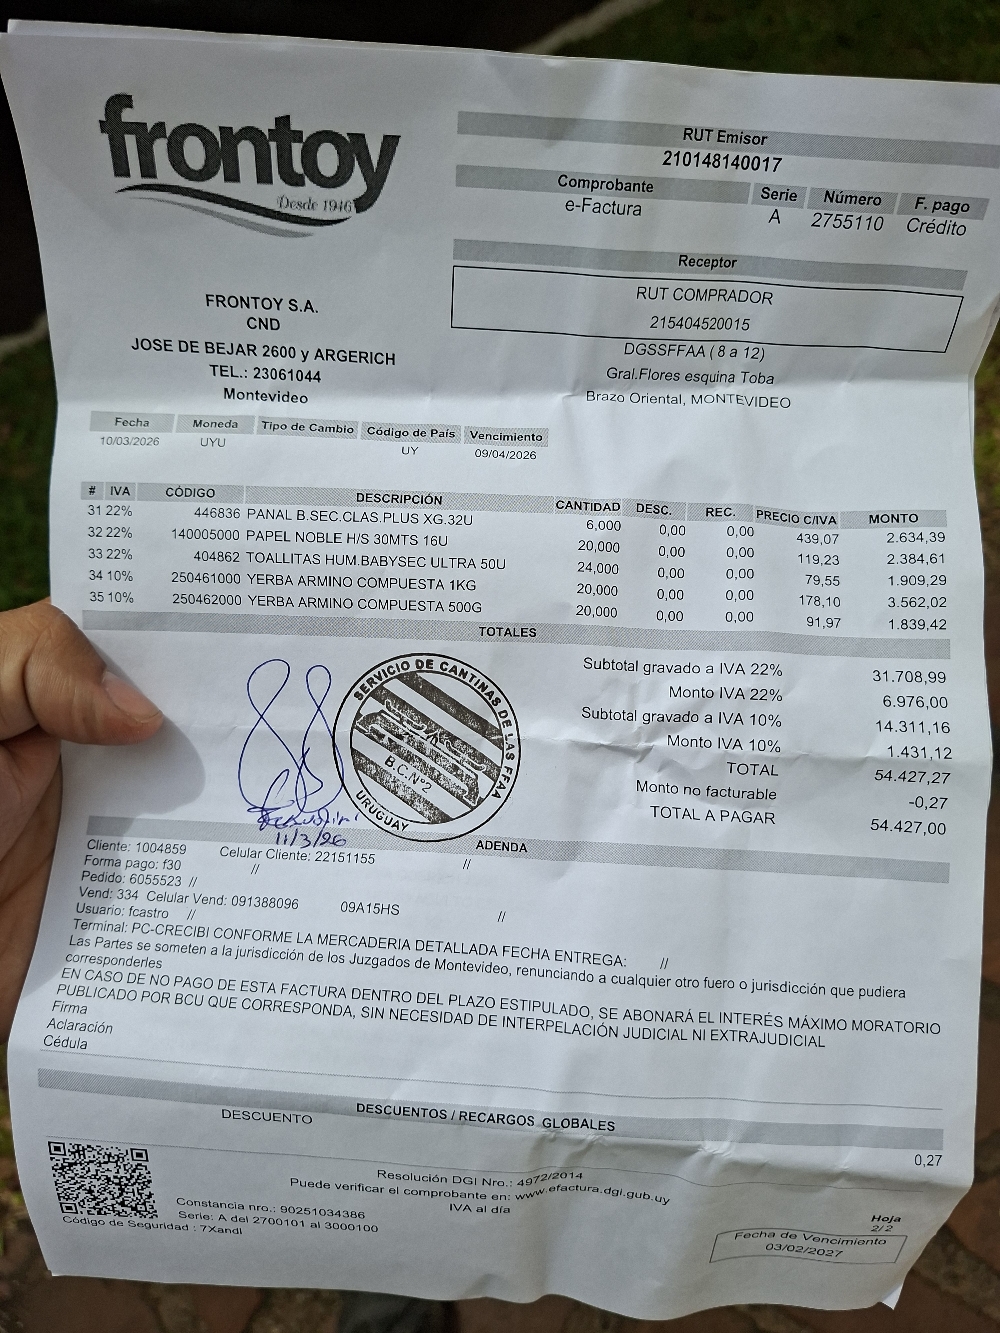 frontoy
Desde 1946
FRONTOY S.A.
CND
JOSE DE BEJAR 2600 y ARGERICH
TEL.: 23061044
Montevideo
RUT Emisor
210148140017
Comprobante Serie Número F. pago
e-Factura A 2755110 Crédito
Receptor
RUT COMPRADOR
215404520015
DGSSFFAA ( 8 a 12)
Gral.Flores esquina Toba
Brazo Oriental, MONTEVIDEO
Fecha Moneda Tipo de Cambio Código de País Vencimiento
10/03/2026 UYU UY 09/04/2026
# IVA CÓDIGO DESCRIPCIÓN CANTIDAD DESC. REC. PRECIO C/IVA MONTO
31 22% 446836 PANAL B.SEC.CLAS.PLUS XG.32U 6,000 0,00 0,00 439,07 2.634,39
32 22% 140005000 PAPEL NOBLE H/S 30MTS 16U 20,000 0,00 0,00 119,23 2.384,61
33 22% 404862 TOALLITAS HUM.BABYSEC ULTRA 50U 24,000 0,00 0,00 79,55 1.909,29
34 10% 250461000 YERBA ARMINO COMPUESTA 1KG 20,000 0,00 0,00 178,10 3.562,02
35 10% 250462000 YERBA ARMINO COMPUESTA 500G 20,000 0,00 0,00 91,97 1.839,42
TOTALES
Subtotal gravado a IVA 22% 31.708,99
Monto IVA 22% 6.976,00
Subtotal gravado a IVA 10% 14.311,16
Monto IVA 10% 1.431,12
TOTAL 54.427,27
Monto no facturable -0,27
TOTAL A PAGAR 54.427,00
SERVICIO DE CANTINAS DE LAS FFAA
B.C.Nº2
URUGUAY
11/3/26
ADENDA
Cliente: 1004859 Celular Cliente: 22151155 //
Forma pago: f30 //
Pedido: 6055523 //
Vend: 334 Celular Vend: 091388096 09A15HS //
Usuario: fcastro //
Terminal: PC-CRECIBI CONFORME LA MERCADERIA DETALLADA FECHA ENTREGA: //
Las Partes se someten a la jurisdicción de los Juzgados de Montevideo, renunciando a cualquier otro fuero o jurisdicción que pudiera
corresponderles
EN CASO DE NO PAGO DE ESTA FACTURA DENTRO DEL PLAZO ESTIPULADO, SE ABONARÁ EL INTERÉS MÁXIMO MORATORIO
PUBLICADO POR BCU QUE CORRESPONDA, SIN NECESIDAD DE INTERPELACIÓN JUDICIAL NI EXTRAJUDICIAL
Firma
Aclaración
Cédula
DESCUENTOS / RECARGOS GLOBALES
DESCUENTO 0,27
Resolución DGI Nro.: 4972/2014
Puede verificar el comprobante en: www.efactura.dgi.gub.uy
IVA al día
Constancia nro.: 90251034386
Serie: A del 2700101 al 3000100
Código de Seguridad : 7Xandl
Hoja
2/2
Fecha de Vencimiento
03/02/2027